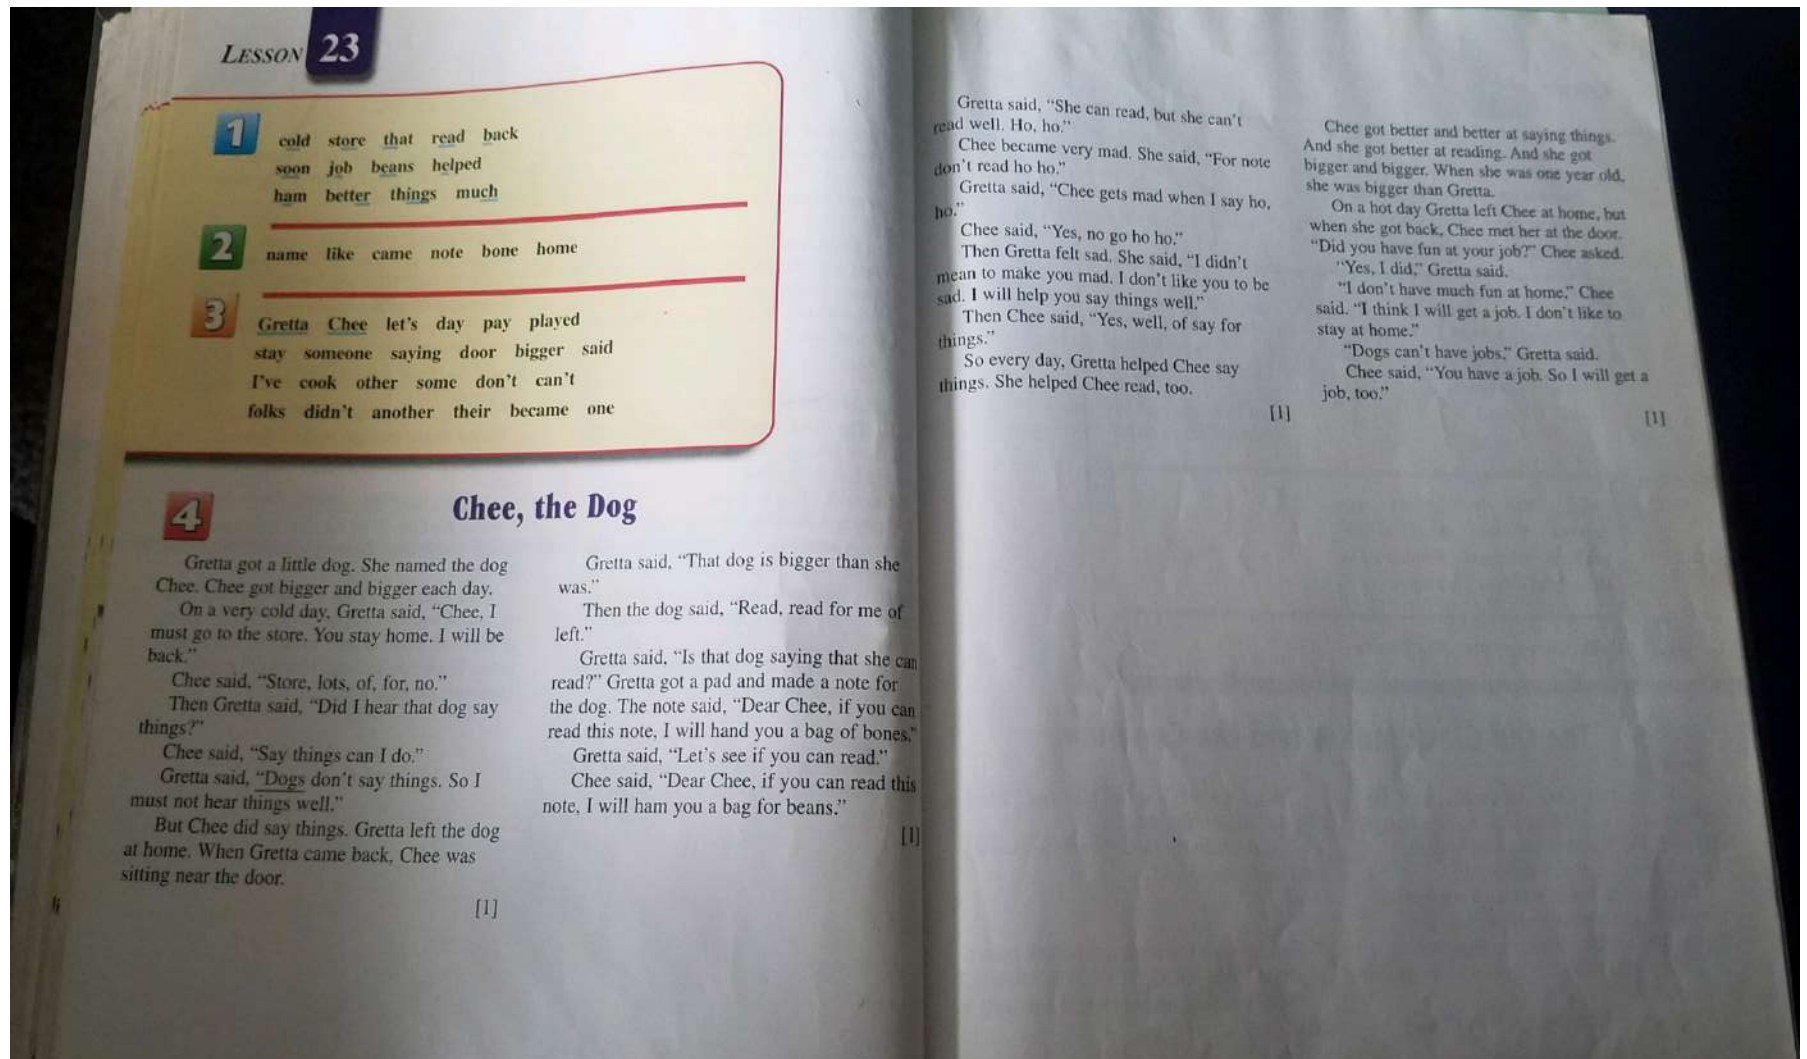 LESSON 23
1
cold store that read back
soon job beans helped
ham better things much
2
name like came note bone home
3
Gretta Chee let's day pay played
stay someone saying door bigger said
I've cook other some don't can't
folks didn't another their became one
4
Chee, the Dog
Gretta got a little dog. She named the dog
Chee. Chee got bigger and bigger each day.
On a very cold day, Gretta said, “Chee, I
must go to the store. You stay home. I will be
back.”
Chee said, “Store, lots, of, for, no.”
Then Gretta said, “Did I hear that dog say
things?”
Chee said, “Say things can I do.”
Gretta said, “Dogs don't say things. So I
must not hear things well.”
But Chee did say things. Gretta left the dog
at home. When Gretta came back, Chee was
sitting near the door.
[1]
Gretta said, “That dog is bigger than she
was.”
Then the dog said, “Read, read for me of
left.”
Gretta said, “Is that dog saying that she can
read?” Gretta got a pad and made a note for
the dog. The note said, “Dear Chee, if you can
read this note, I will hand you a bag of bones.”
Gretta said, “Let's see if you can read.”
Chee said, “Dear Chee, if you can read this
note, I will ham you a bag for beans.”
[1]
Gretta said, “She can read, but she can't
read well. Ho, ho.”
Chee became very mad. She said, “For note
don't read ho ho.”
Gretta said, “Chee gets mad when I say ho,
ho.”
Chee said, “Yes, no go ho ho.”
Then Gretta felt sad. She said, “I didn't
mean to make you mad. I don't like you to be
sad. I will help you say things well.”
Then Chee said, “Yes, well, of say for
things.”
So every day, Gretta helped Chee say
things. She helped Chee read, too.
[1]
Chee got better and better at saying things.
And she got better at reading. And she got
bigger and bigger. When she was one year old,
she was bigger than Gretta.
On a hot day Gretta left Chee at home, but
when she got back, Chee met her at the door.
“Did you have fun at your job?” Chee asked.
“Yes, I did,” Gretta said.
“I don't have much fun at home,” Chee
said. “I think I will get a job. I don't like to
stay at home.”
“Dogs can't have jobs,” Gretta said.
Chee said, “You have a job. So I will get a
job, too.”
[1]